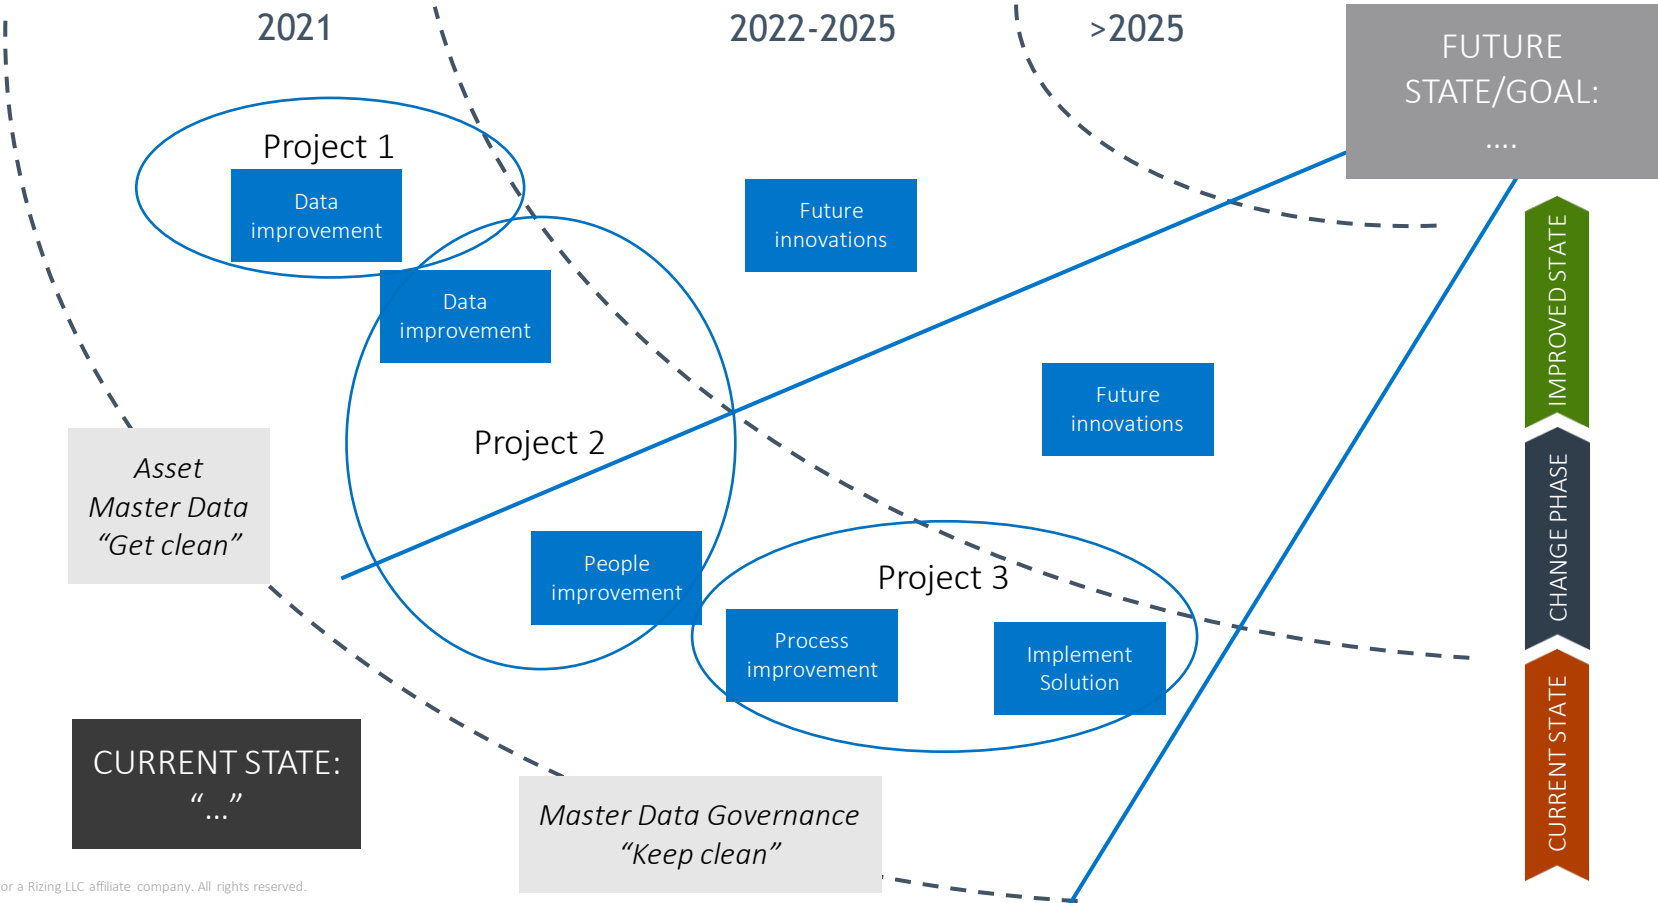 2021
2022-2025
>2025
FUTURE
STATE/GOAL:
....
Project 1
Data
improvement
Future
innovations
Data
improvement
Future
innovations
Project 2
Asset
Master Data
“Get clean”
People
improvement
Project 3
Process
improvement
Implement
Solution
CURRENT STATE:
“...”
Master Data Governance
“Keep clean”
IMPROVED STATE
CHANGE PHASE
CURRENT STATE
or a Rizing LLC affiliate company. All rights reserved.